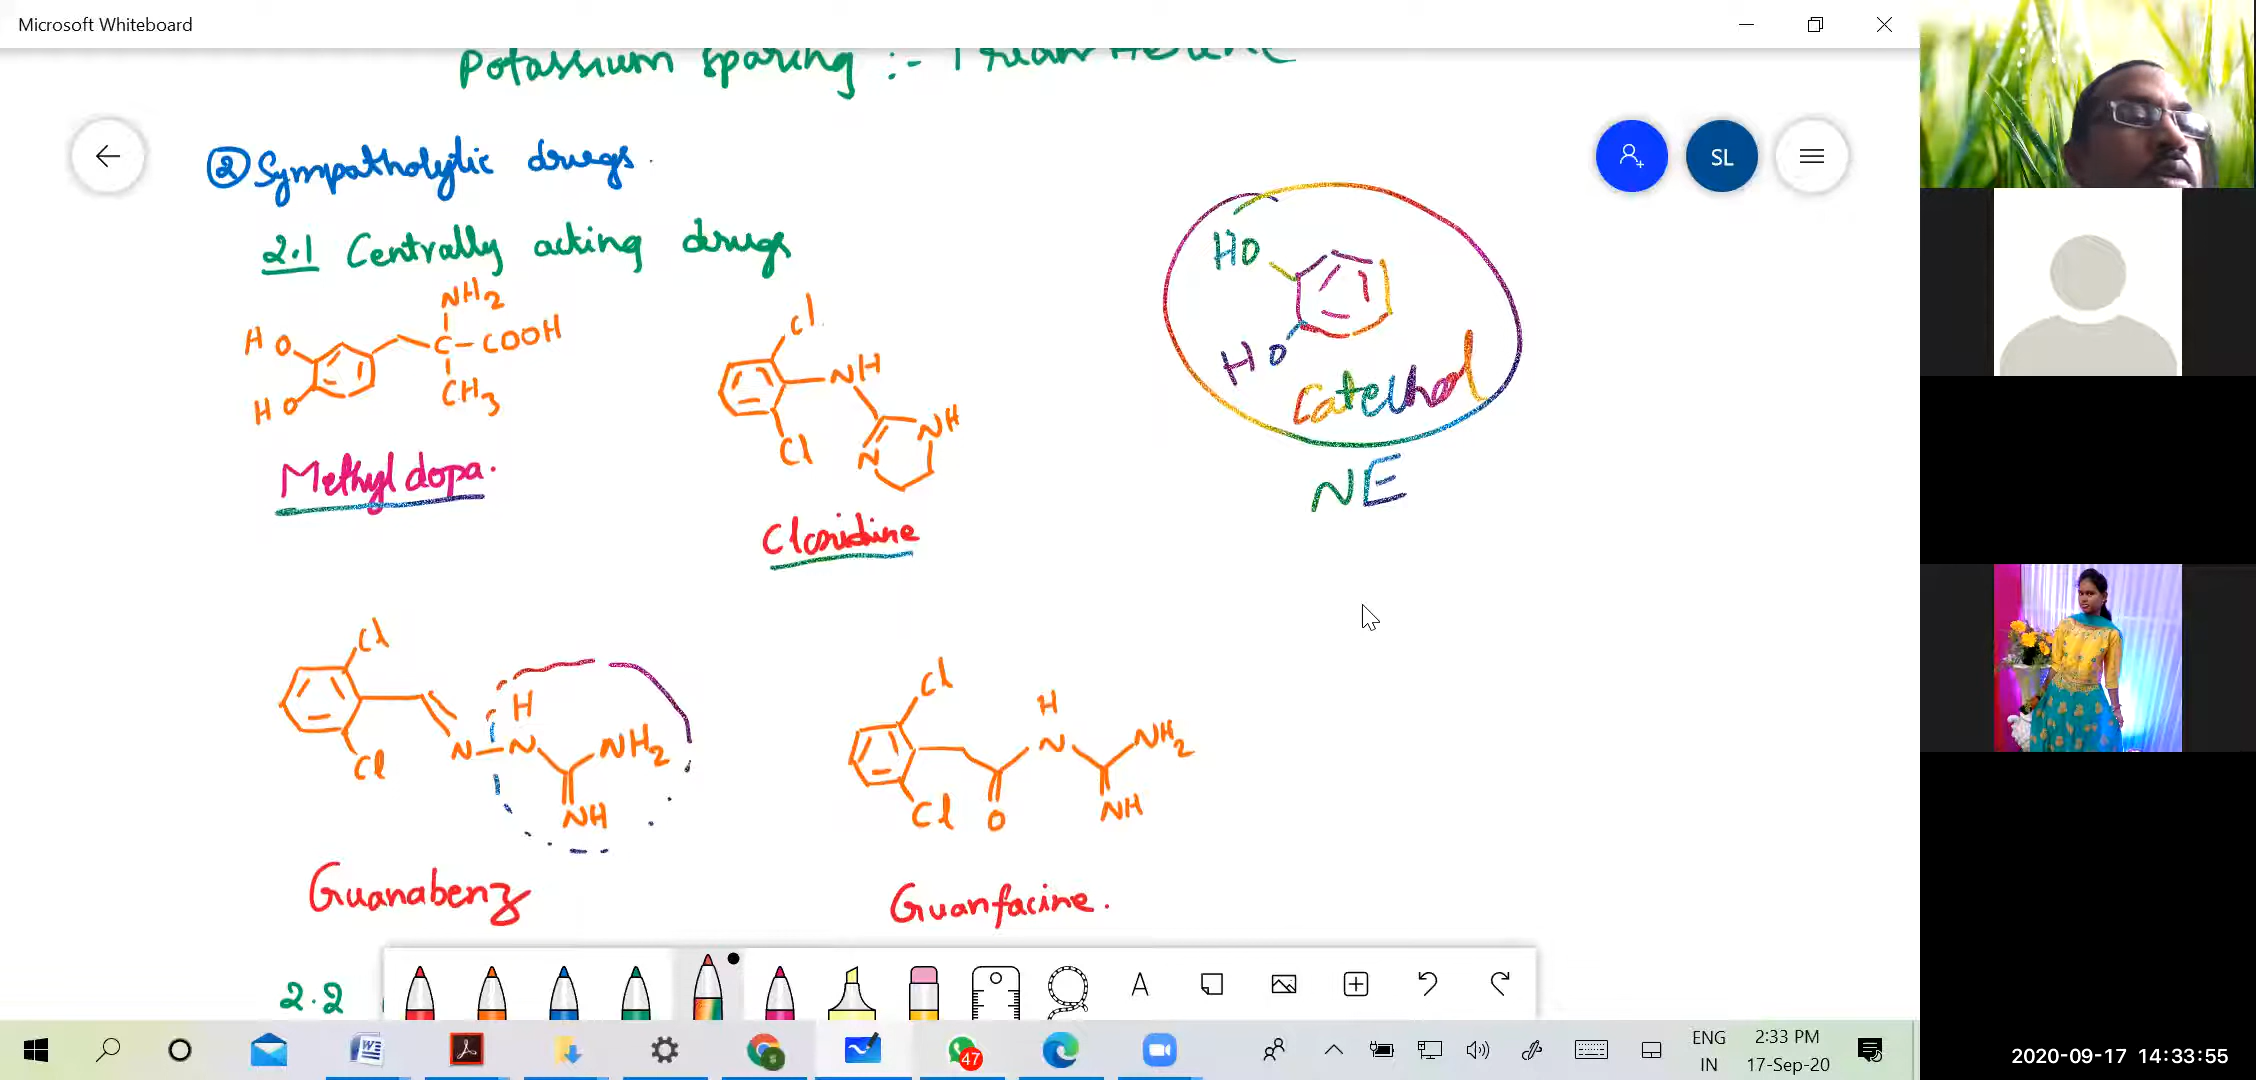 Microsoft Whiteboard
Potassium sparing :-
② Sympatholytic drugs.
SL
2.1 Centrally acting drugs
HO
HO
Catelhol
NE
NH2
HO
C-COOH
HO
CH3
Methyl dopa.
Cl
NH
NH
N
Cl
Clonidine
Cl
H
N-N
NH2
NH
Cl
Guanabenz
Cl
H
N
NH2
NH
Cl
O
Guanfacine.
2.2
A
47
ENG
IN
2:33 PM
17-Sep-20
2020-09-17 14:33:55